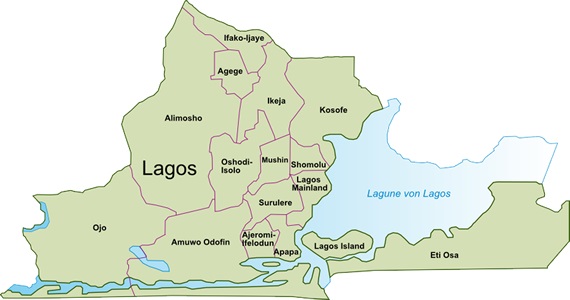 Ifako-Ijaye
Agege
Ikeja
Kosofe
Alimosho
Lagos
Oshodi-
Isolo
Mushin
Shomolu
Lagos
Mainland
Lagune von Lagos
Surulere
Ojo
Amuwo Odofin
Ajeromi-
Ifelodun
Apapa
Lagos Island
Eti Osa